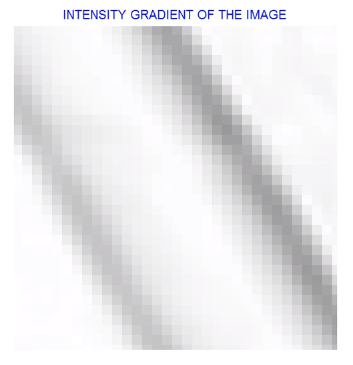 INTENSITY GRADIENT OF THE IMAGE